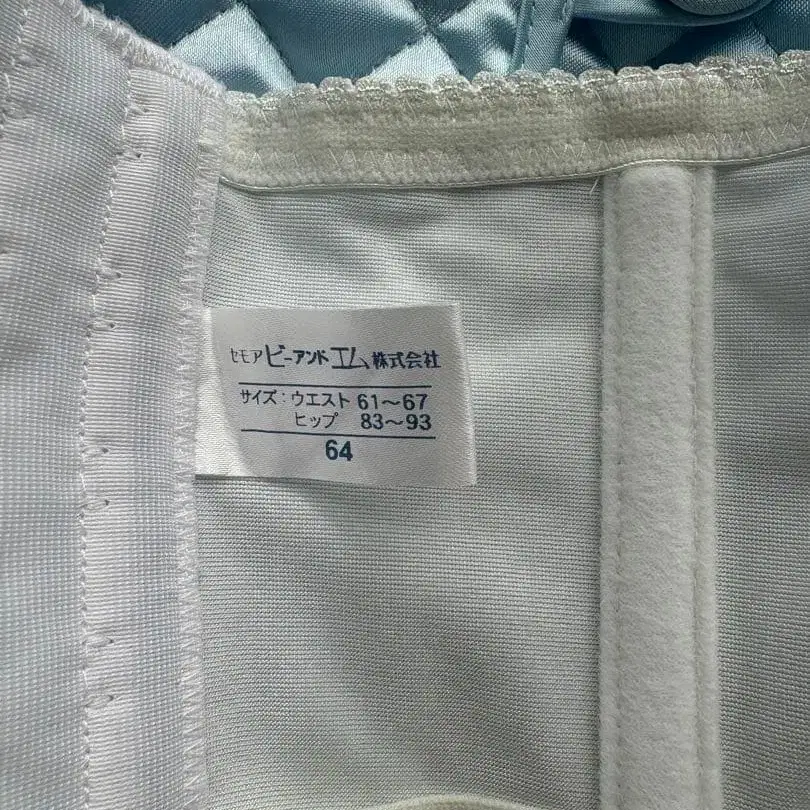 セモア ビーアンド エム 株式会社
サイズ：ウエスト 61～67
ヒップ 83～93
64